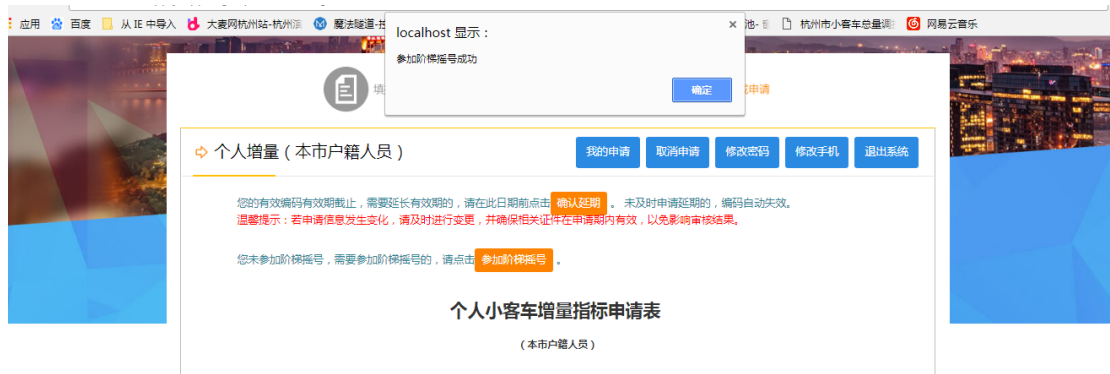 应用 百度 从 IE 中导入 大麦网杭州站-杭州演 魔法隧道-技 杭州市小客车总量调 网易云音乐
localhost 显示：
×
参加阶梯摇号成功
确定
填
成申请
个人增量（本市户籍人员）
我的申请 取消申请 修改密码 修改手机 退出系统
您的有效编码有效期截止，需要延长有效期的，请在此日期前点击 确认延期 。 未及时申请延期的，编码自动失效。
温馨提示：若申请信息发生变化，请及时进行变更，并确保相关证件在申请期内有效，以免影响审核结果。
您未参加阶梯摇号，需要参加阶梯摇号的，请点击 参加阶梯摇号 。
个人小客车增量指标申请表
（本市户籍人员）